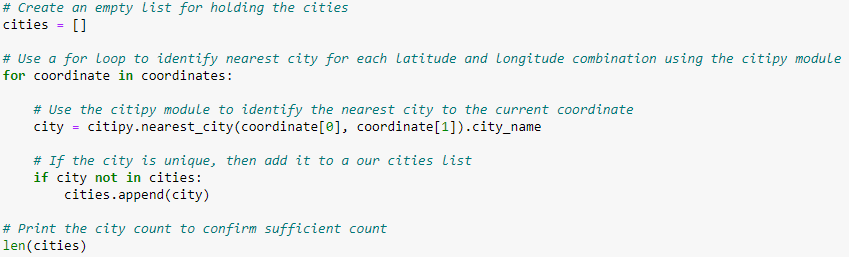 # Create an empty list for holding the cities
cities = []
# Use a for loop to identify nearest city for each latitude and longitude combination using the citipy module
for coordinate in coordinates:
# Use the citipy module to identify the nearest city to the current coordinate
city = citipy.nearest_city(coordinate[0], coordinate[1]).city_name
# If the city is unique, then add it to a our cities list
if city not in cities:
cities.append(city)
# Print the city count to confirm sufficient count
len(cities)